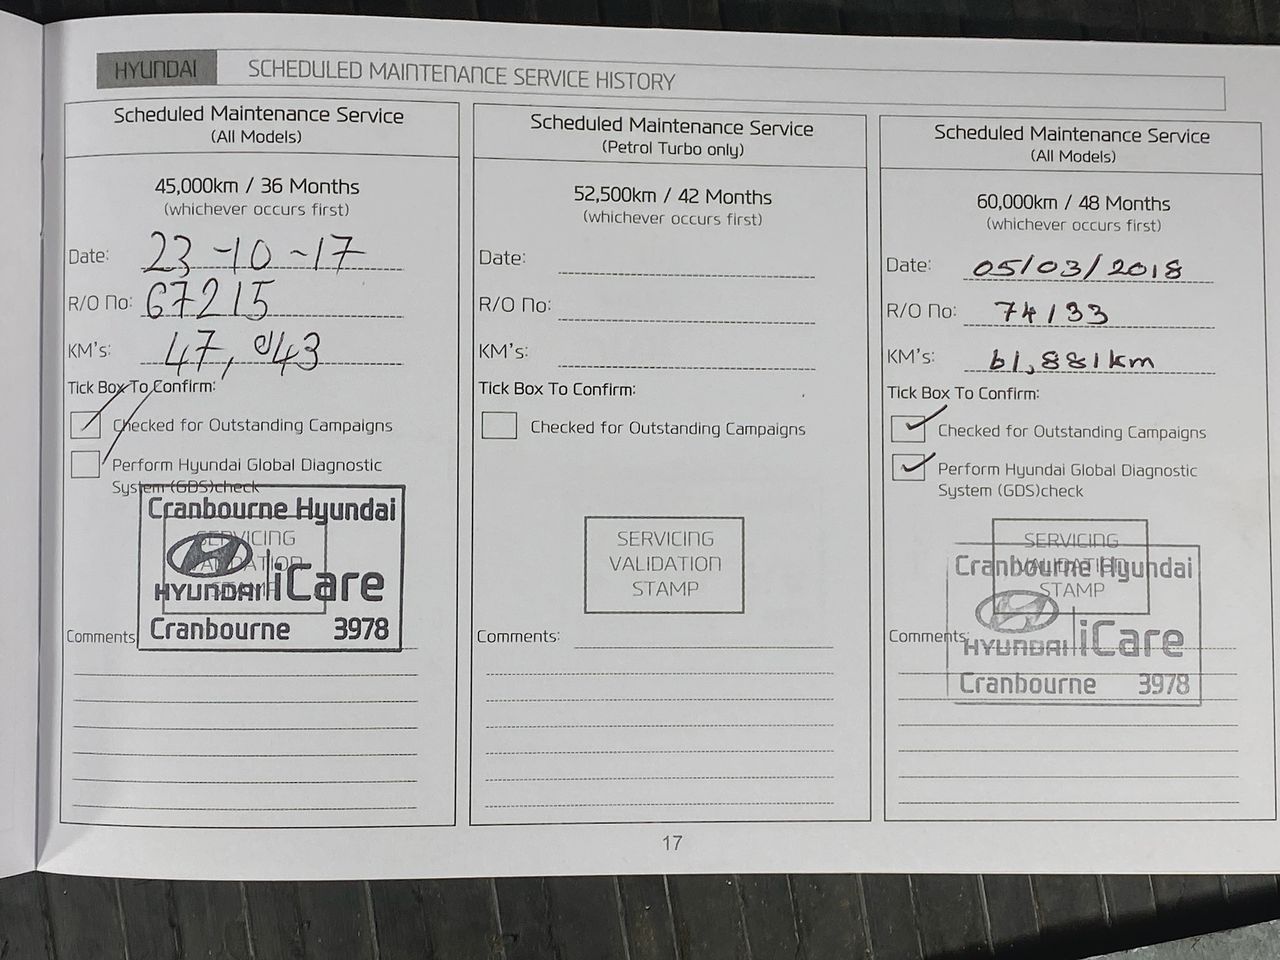 HYUNDAI SCHEDULED MAINTENANCE SERVICE HISTORY
Scheduled Maintenance Service
(All Models)
45,000km / 36 Months
(whichever occurs first)
Date: 23-10-17
R/O No: 67215
KM's: 47,043
Tick Box To Confirm:
Checked for Outstanding Campaigns
Perform Hyundai Global Diagnostic
System (GDS)check
SERVICING
VALIDATION
STAMP
Cranbourne Hyundai
HYUNDAI iCare
Cranbourne 3978
Comments
Scheduled Maintenance Service
(Petrol Turbo only)
52,500km / 42 Months
(whichever occurs first)
Date:
R/O No:
KM's:
Tick Box To Confirm:
Checked for Outstanding Campaigns
SERVICING
VALIDATION
STAMP
Comments:
Scheduled Maintenance Service
(All Models)
60,000km / 48 Months
(whichever occurs first)
Date: 05/03/2018
R/O No: 74133
KM's: 61,881km
Tick Box To Confirm:
Checked for Outstanding Campaigns
Perform Hyundai Global Diagnostic
System (GDS)check
SERVICING
VALIDATION
STAMP
Cranbourne Hyundai
HYUNDAI iCare
Cranbourne 3978
Comments:
17